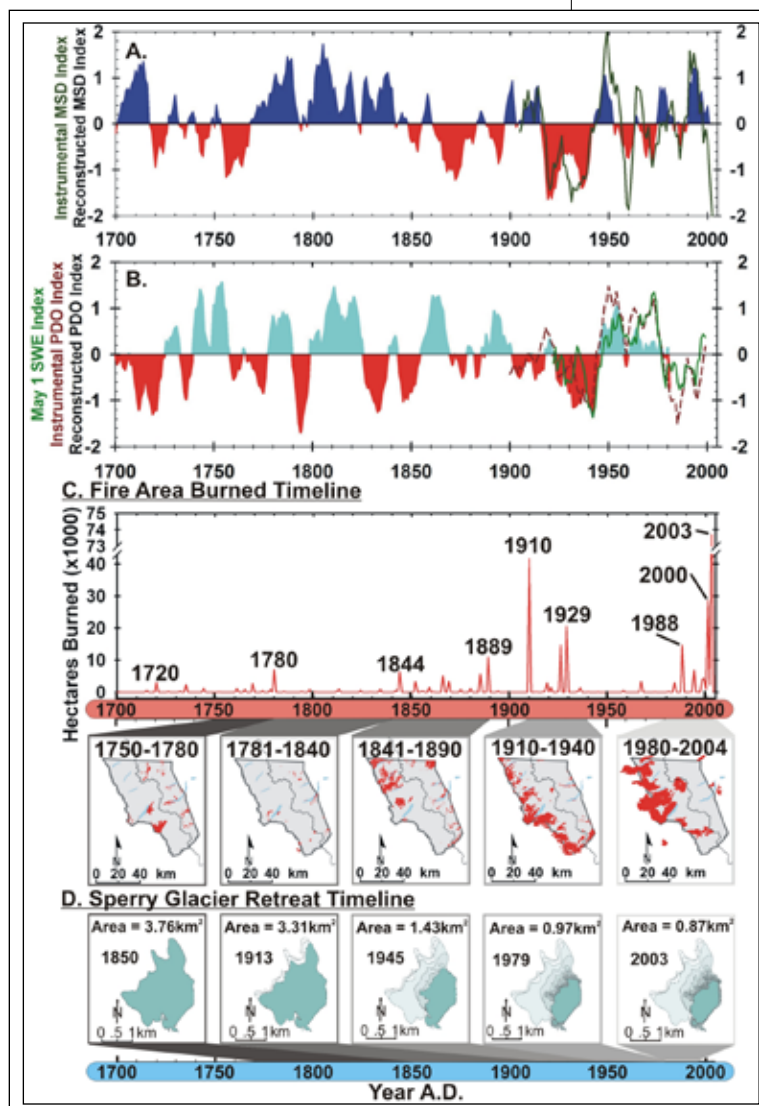 A.
Instrumental MSD Index
Reconstructed MSD Index
2
1
0
-1
-2
2
1
0
-1
-2
1700 1750 1800 1850 1900 1950 2000
B.
May 1 SWE Index
Instrumental PDO Index
Reconstructed PDO Index
2
1
0
-1
-2
2
1
0
-1
-2
1700 1750 1800 1850 1900 1950 2000
C. Fire Area Burned Timeline
Hectares Burned (x1000)
75
74
73
40
30
20
10
0
1720
1780
1844
1889
1910
1929
1988
2000
2003
1700 1750 1800 1850 1900 1950 2000
1750-1780
N
0 20 40 km
1781-1840
N
0 20 40 km
1841-1890
N
0 20 40 km
1910-1940
N
0 20 40 km
1980-2004
N
0 20 40 km
D. Sperry Glacier Retreat Timeline
Area = 3.76km²
1850
N
0 .5 1km
Area = 3.31km²
1913
N
0 .5 1km
Area = 1.43km²
1945
N
0 .5 1km
Area = 0.97km²
1979
N
0 .5 1km
Area = 0.87km²
2003
N
0 .5 1km
1700 1750 1800 1850 1900 1950 2000
Year A.D.